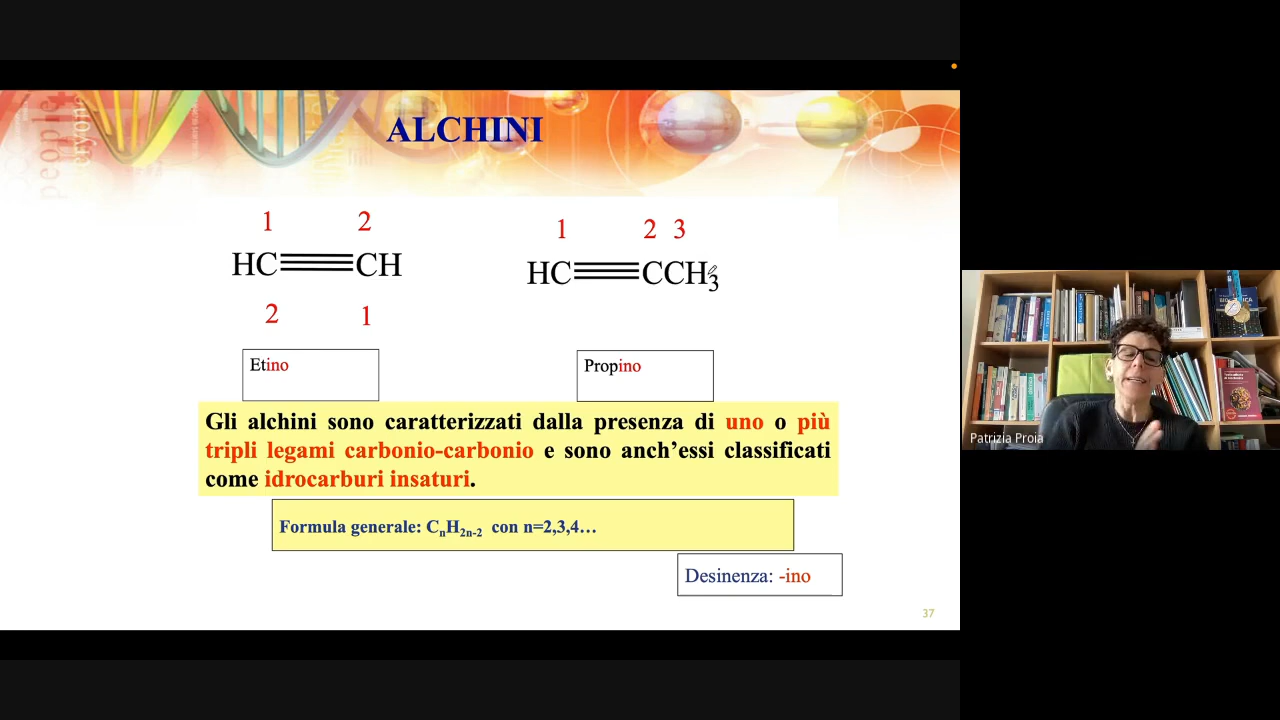 people
eryone
ALCHINI
1 2
HC CH
2 1
1 2 3
HC CCH3
Etino
Propino
Gli alchini sono caratterizzati dalla presenza di uno o più
tripli legami carbonio-carbonio e sono anch'essi classificati
come idrocarburi insaturi.
Formula generale: CnH2n-2 con n=2,3,4…
Desinenza: -ino
37
Patrizia Proia